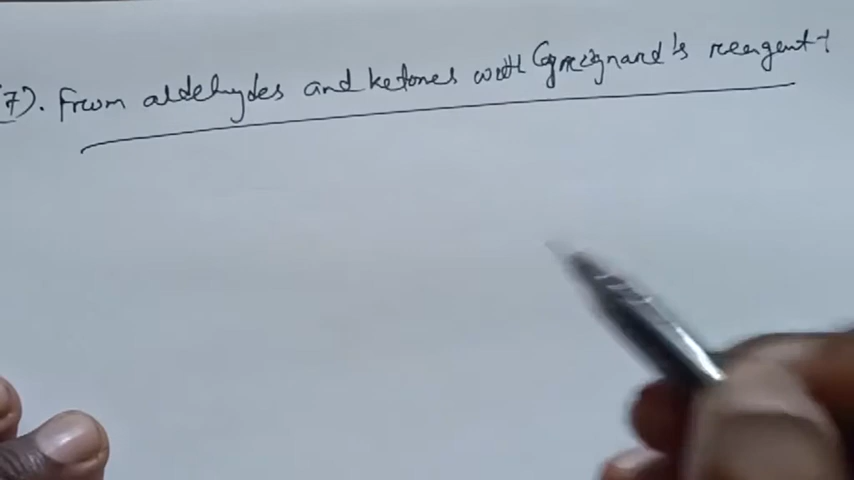 (7). From aldehydes and ketones with Grignard's reagent :